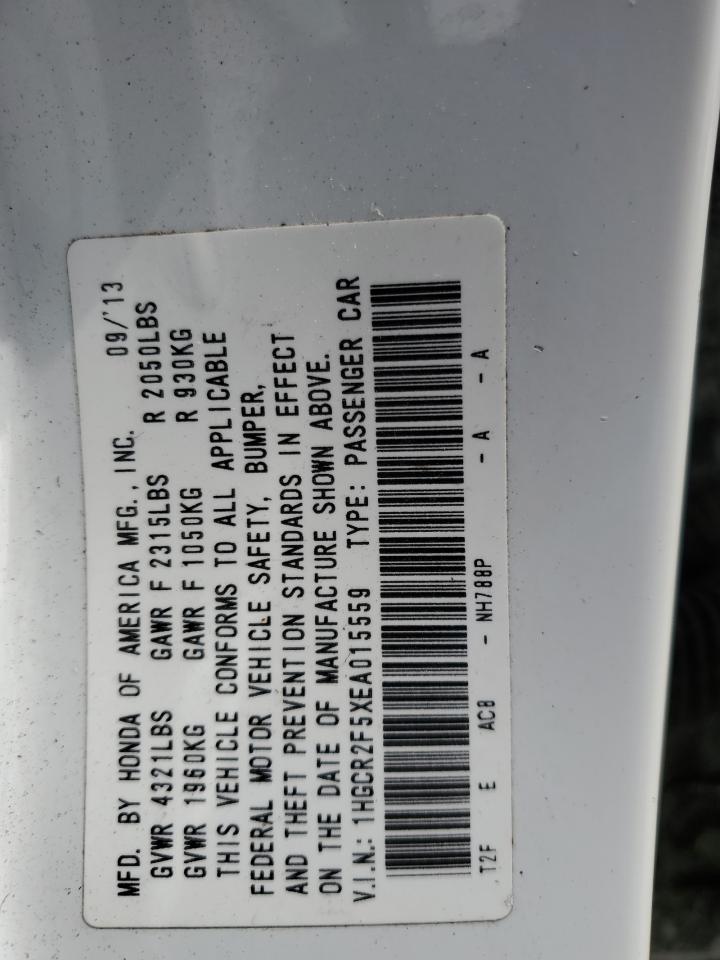 MFD. BY HONDA OF AMERICA MFG., INC. 09/'13
GVWR 4321LBS GAWR F 2315LBS R 2050LBS
GVWR 1960KG GAWR F 1050KG R 930KG
THIS VEHICLE CONFORMS TO ALL APPLICABLE
FEDERAL MOTOR VEHICLE SAFETY, BUMPER,
AND THEFT PREVENTION STANDARDS IN EFFECT
ON THE DATE OF MANUFACTURE SHOWN ABOVE.
V.I.N.: 1HGCR2F5XEA015559 TYPE: PASSENGER CAR
T2F E AC8 - NH788P - A - A